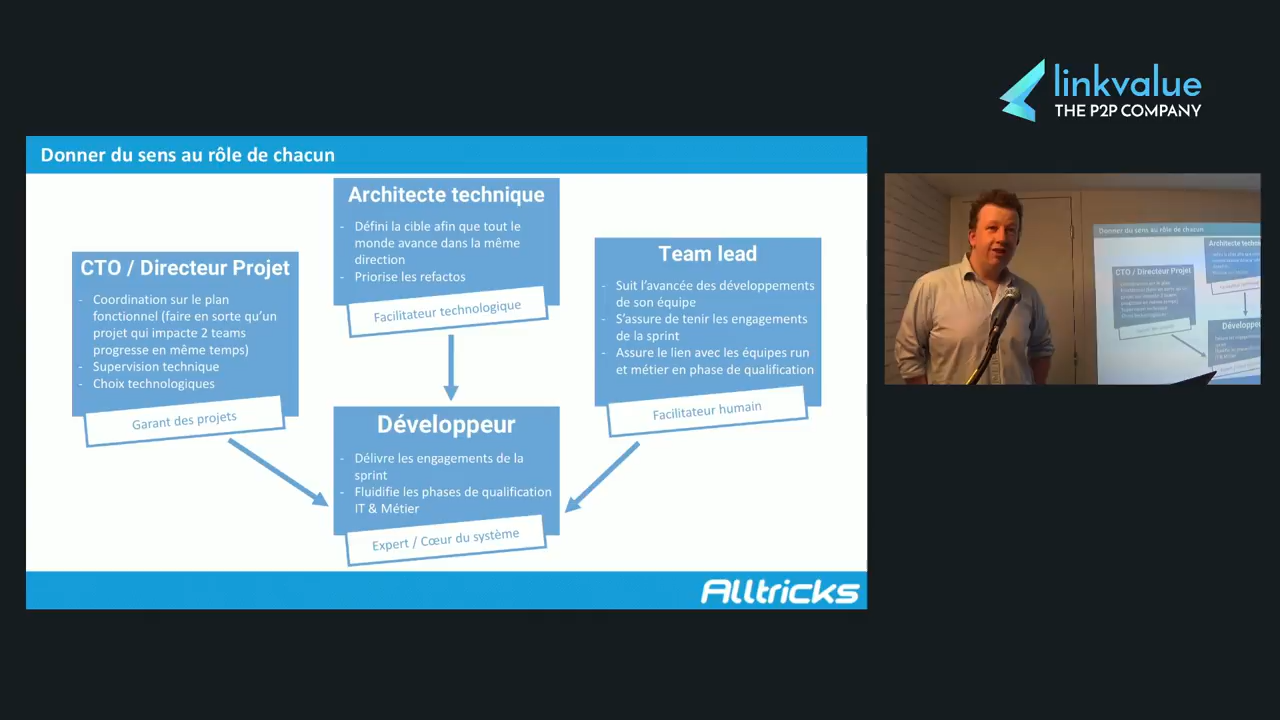 linkvalue
THE P2P COMPANY
Donner du sens au rôle de chacun
Architecte technique
- Défini la cible afin que tout le
monde avance dans la même
direction
- Priorise les refactos
Facilitateur technologique
CTO / Directeur Projet
- Coordination sur le plan
fonctionnel (faire en sorte qu'un
projet qui impacte 2 teams
progresse en même temps)
- Supervision technique
- Choix technologiques
Garant des projets
Team lead
- Suit l'avancée des développements
de son équipe
- S'assure de tenir les engagements
de la sprint
- Assure le lien avec les équipes run
et métier en phase de qualification
Facilitateur humain
Développeur
- Délivre les engagements de la
sprint
- Fluidifie les phases de qualification
IT & Métier
Expert / Cœur du système
Alltricks
Donner du sens au rôle de chacun
Architecte techni
CTO / Directeur Projet
Développeu